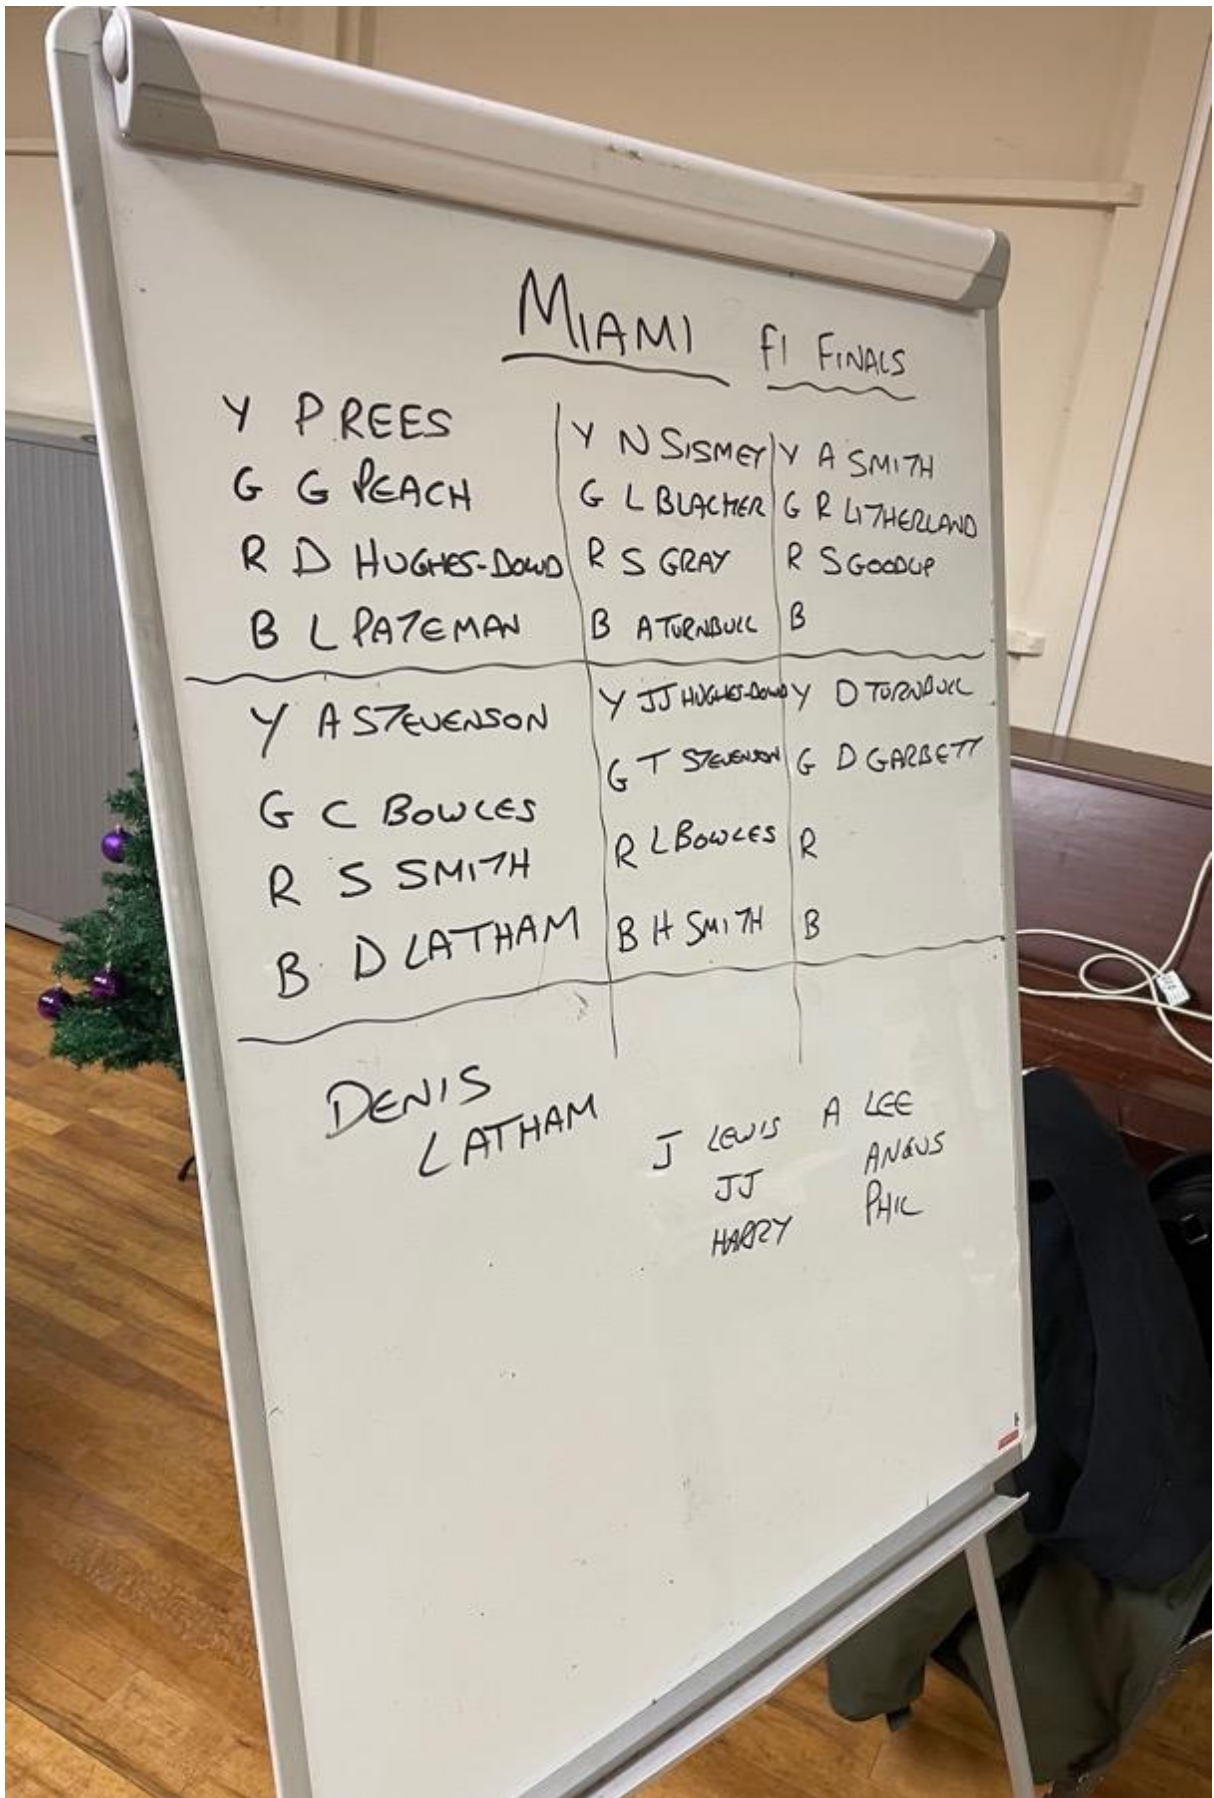 MIAMI F1 FINALS
Y P REES
G G PEACH
R D HUGHES-DOWD
B L PATEMAN
Y N SISMEY
G L BLACHER
R S GRAY
B A TURNBULL
Y A SMITH
G R LITHERLAND
R S GOODUP
B
Y A STEVENSON
G C BOWLES
R S SMITH
B D LATHAM
Y JJ HUGHES-DOWD
G T STEVENSON
R L BOWLES
B H SMITH
Y D TURNBULL
G D GARBETT
R
B
DENIS
LATHAM
J LEWIS
JJ
HARRY
A LEE
ANGUS
PHIL